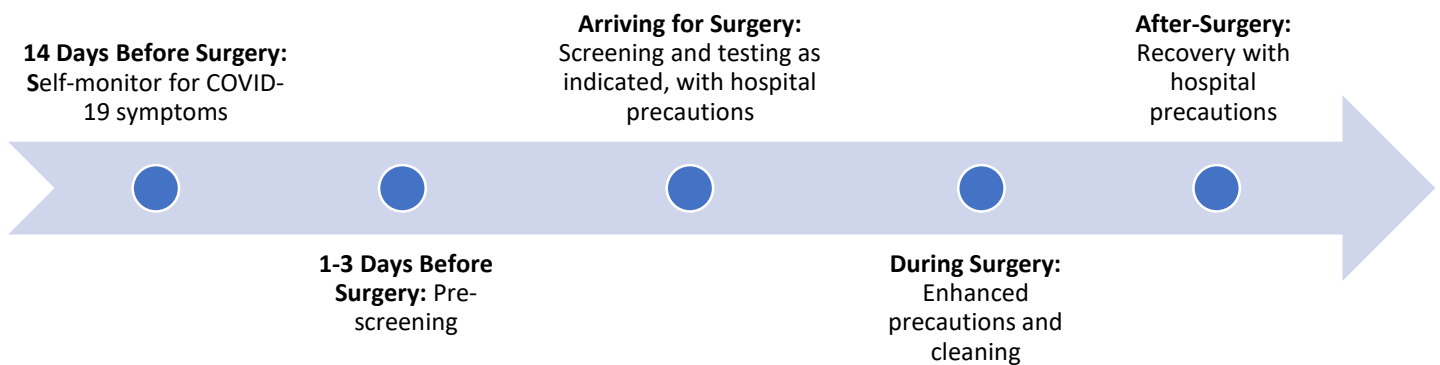 14 Days Before Surgery:
Self-monitor for COVID-
19 symptoms
1-3 Days Before
Surgery: Pre-
screening
Arriving for Surgery:
Screening and testing as
indicated, with hospital
precautions
During Surgery:
Enhanced
precautions and
cleaning
After-Surgery:
Recovery with
hospital
precautions